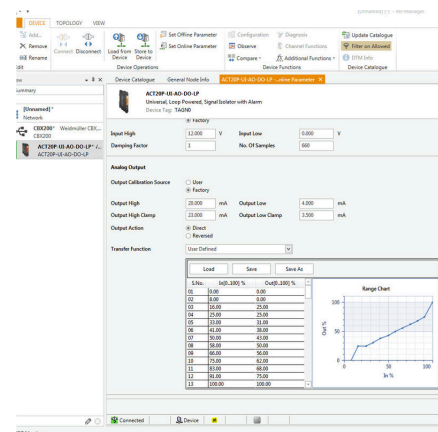 DEVICE TOPOLOGY VIEW
Add...
Remove
Rename
Edit
Connect Disconnect
Load from Device
Store to Device
Device Operations
Set Offline Parameter
Set Online Parameter
Configuration
Diagnosis
Observe
Channel Functions
Compare
Additional Functions
Device Functions
Update Catalogue
Filter on Allowed
DTM Info
Device Catalogue
Device Catalogue General Node Info ACT20P-UI-AO-DO-LP
[Unnamed]*
Network
CBX200* Weidmüller CBX...
CBX200
ACT20P-UI-AO-DO-LP* /...
ACT20P-UI-AO-DO-LP
ACT20P-UI-AO-DO-LP
Universal, Loop Powered, Signal Isolator with Alarm
Device Tag: TAGN0
Factory
Input High 12.000 V Input Low 0.000 V
Damping Factor 1 No. Of Samples 660
Analog Output
Output Calibration Source User
Factory
Output High 20.000 mA Output Low 4.000 mA
Output High Clamp 23.000 mA Output Low Clamp 3.500 mA
Output Action Direct
Reversed
Transfer Function User Defined
Load Save Save As
S.No. In[0..100] % Out[0..100] %
01 0.00 0.00
02 8.00 0.00
03 16.00 25.00
04 25.00 25.00
05 33.00 31.00
06 41.00 38.00
07 50.00 43.00
08 58.00 50.00
09 66.00 56.00
10 75.00 62.00
11 83.00 68.00
12 91.00 75.00
13 100.00 100.00
Range Chart
100
50
0
Out %
0 50 100
In %
Connected Device